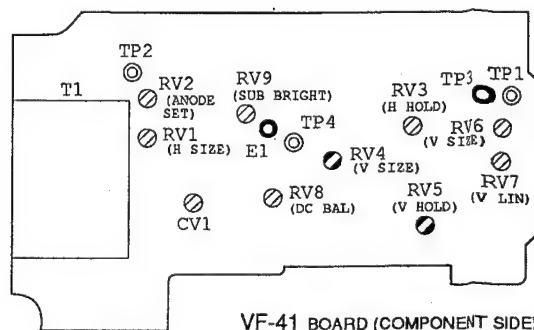 TP2
T1
RV2
(ANODE
SET)
RV1
(H SIZE)
RV9
(SUB BRIGHT)
E1
TP4
RV4
(V SIZE)
RV3
(H HOLD)
TP3
TP1
RV6
(V SIZE)
RV7
(V LIN)
RV5
(V HOLD)
RV8
(DC BAL)
CV1
VF-41 BOARD (COMPONENT SIDE